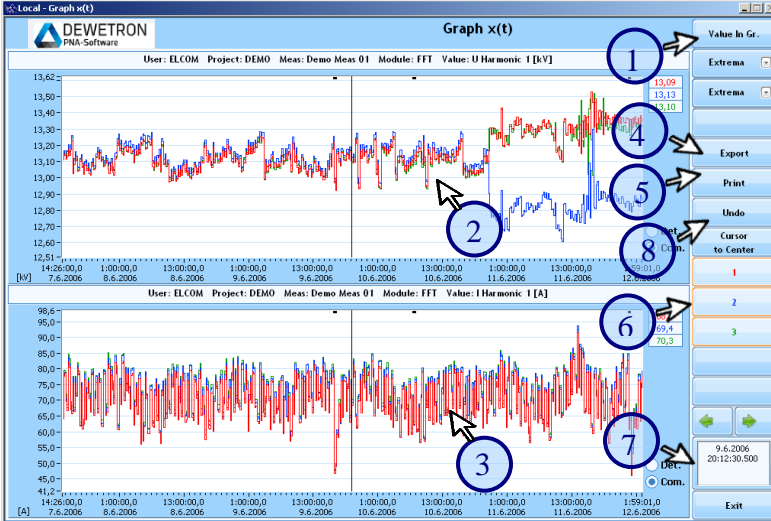 Local - Graph x(t)
DEWETRON
PNA-Software
Graph x(t)
User: ELCOM Project: DEMO Meas: Demo Meas 01 Module: FFT Value: U Harmonic 1 [kV]
13,62
13,50
13,40
13,30
13,20
13,10
13,00
12,90
12,80
12,70
12,60
12,51
[kV]
13,09
13,13
13,10
14:26:00,0 1:00:00,0 13:00:00,0 1:00:00,0 13:00:00,0 1:00:00,0 13:00:00,0 1:00:00,0 13:00:00,0 1:59:01,0
7.6.2006 8.6.2006 8.6.2006 9.6.2006 9.6.2006 10.6.2006 10.6.2006 11.6.2006 11.6.2006 12.6.2006
Com.
User: ELCOM Project: DEMO Meas: Demo Meas 01 Module: FFT Value: I Harmonic 1 [A]
98,6
95,0
90,0
85,0
80,0
75,0
70,0
65,0
60,0
55,0
50,0
45,0
41,2
[A]
69,4
70,3
14:26:00,0 1:00:00,0 13:00:00,0 1:00:00,0 13:00:00,0 1:00:00,0 13:00:00,0 1:00:00,0 13:00:00,0 1:59:01,0
7.6.2006 8.6.2006 8.6.2006 9.6.2006 9.6.2006 10.6.2006 10.6.2006 11.6.2006 11.6.2006 12.6.2006
Det.
Com.
Value In Gr.
Extrema
Extrema
Export
Print
Undo
Cursor
to Center
1
2
3
9.6.2006
20:12:30.500
Exit
1
2
3
4
5
6
7
8